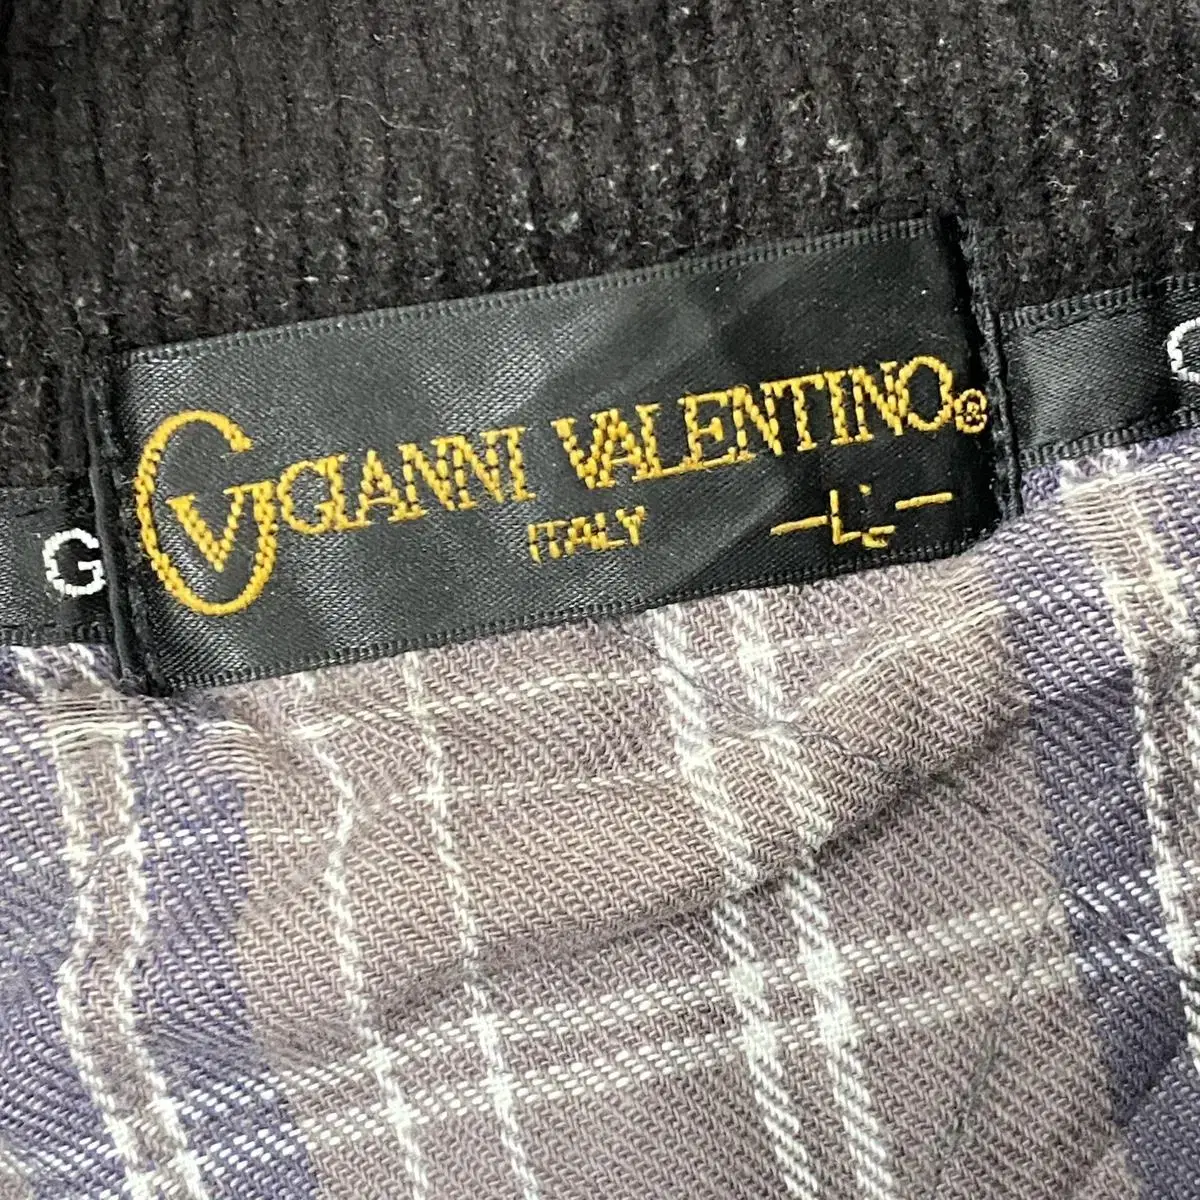 GV GIANNI VALENTINO®
ITALY -L-
G
G